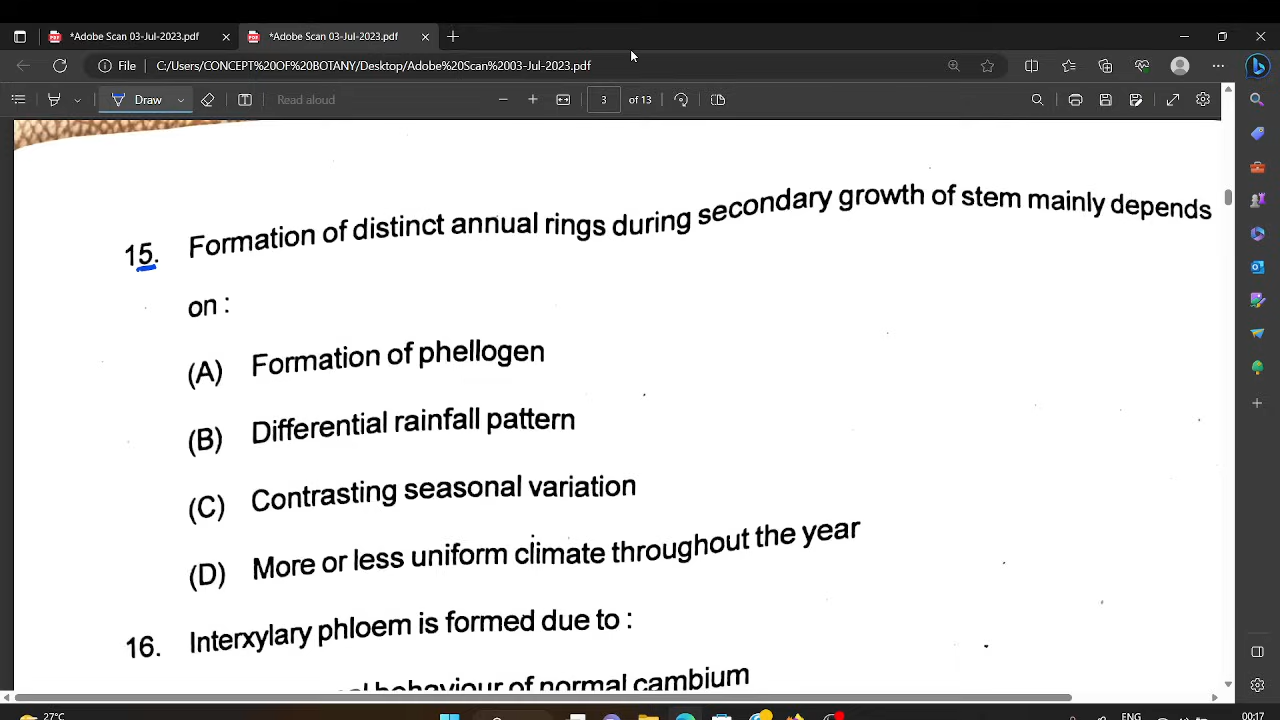 *Adobe Scan 03-Jul-2023.pdf
*Adobe Scan 03-Jul-2023.pdf
File
C:/Users/CONCEPT%20OF%20BOTANY/Desktop/Adobe%20Scan%2003-Jul-2023.pdf
Draw
Read aloud
3
of 13
15. Formation of distinct annual rings during secondary growth of stem mainly depends
on :
(A) Formation of phellogen
(B) Differential rainfall pattern
(C) Contrasting seasonal variation
(D) More or less uniform climate throughout the year
16. Interxylary phloem is formed due to :
behaviour of normal cambium
27°C
00:17